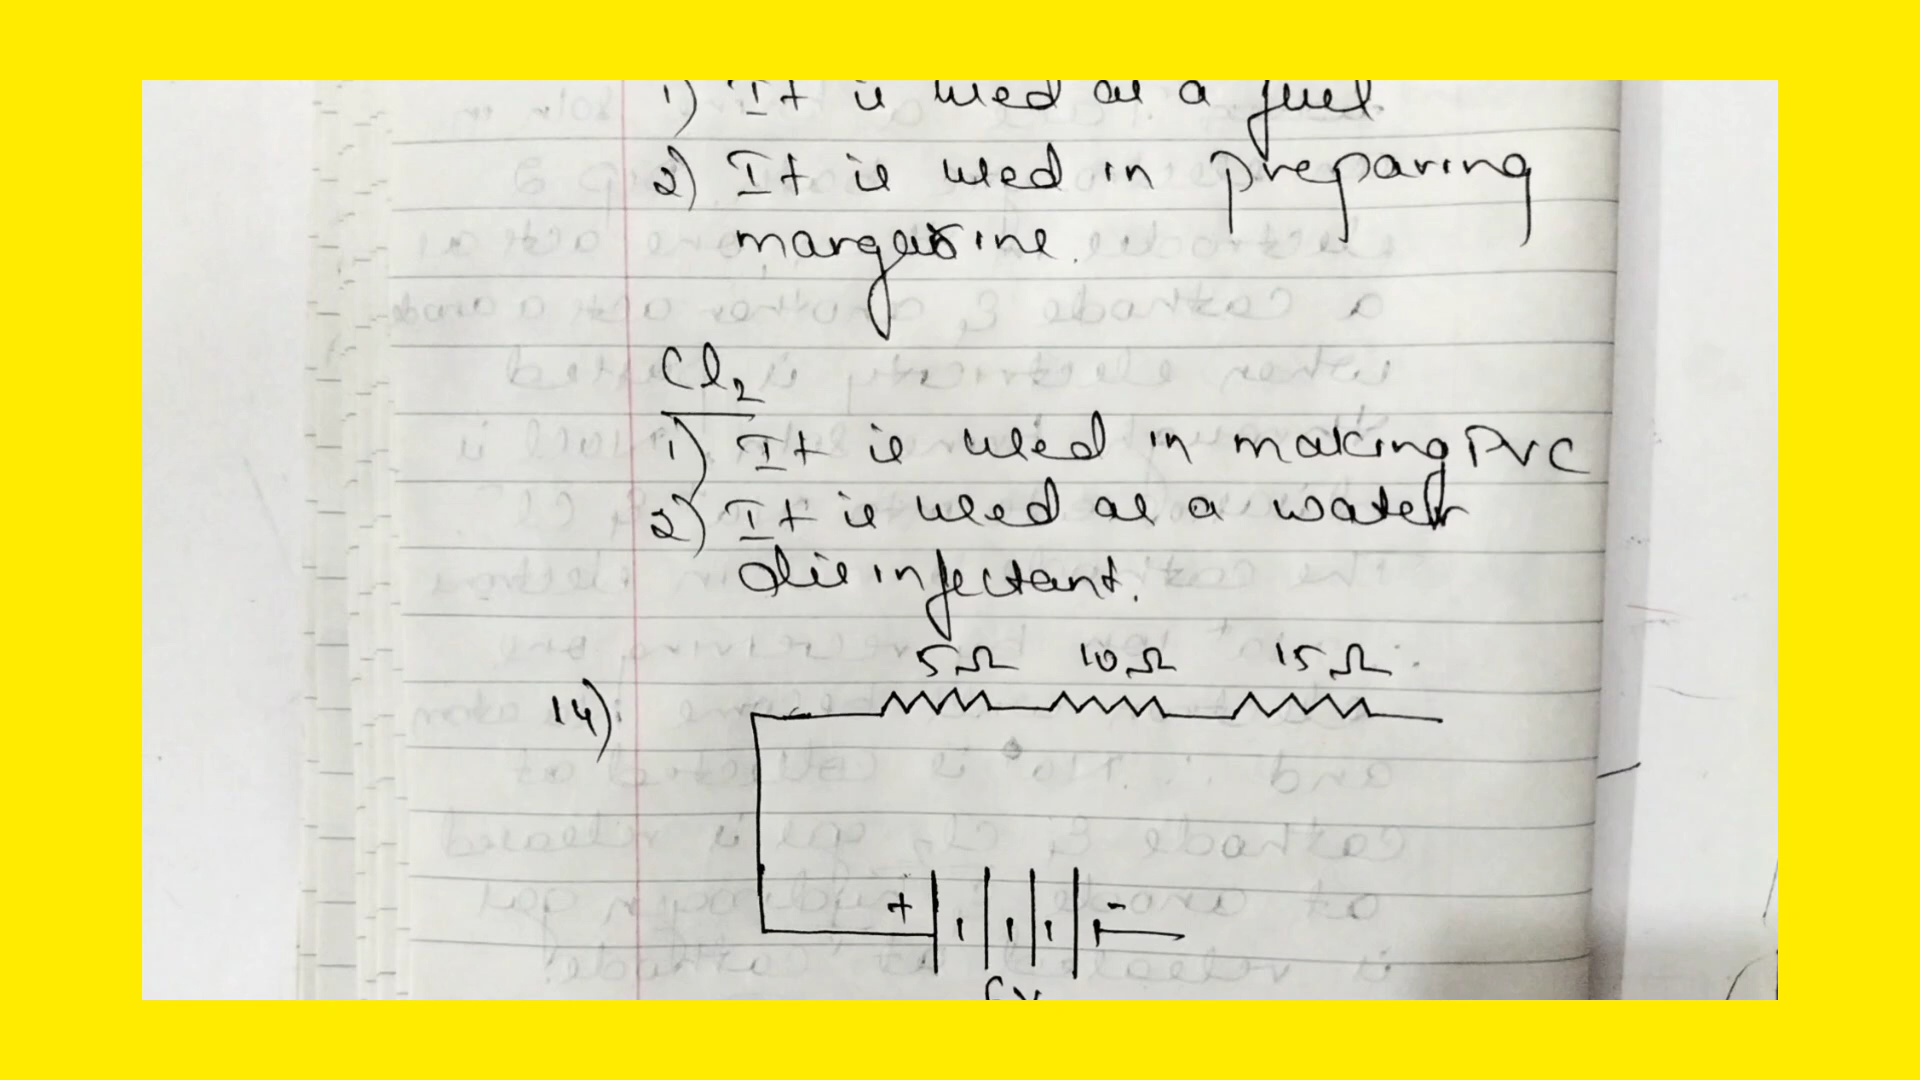 1) It is used as a fuel
2) It is used in preparing
margarine.
Cl₂
1) It is used in making PVC
2) It is used as a water
disinfectant.
5Ω 10Ω 15Ω
14)
+ -